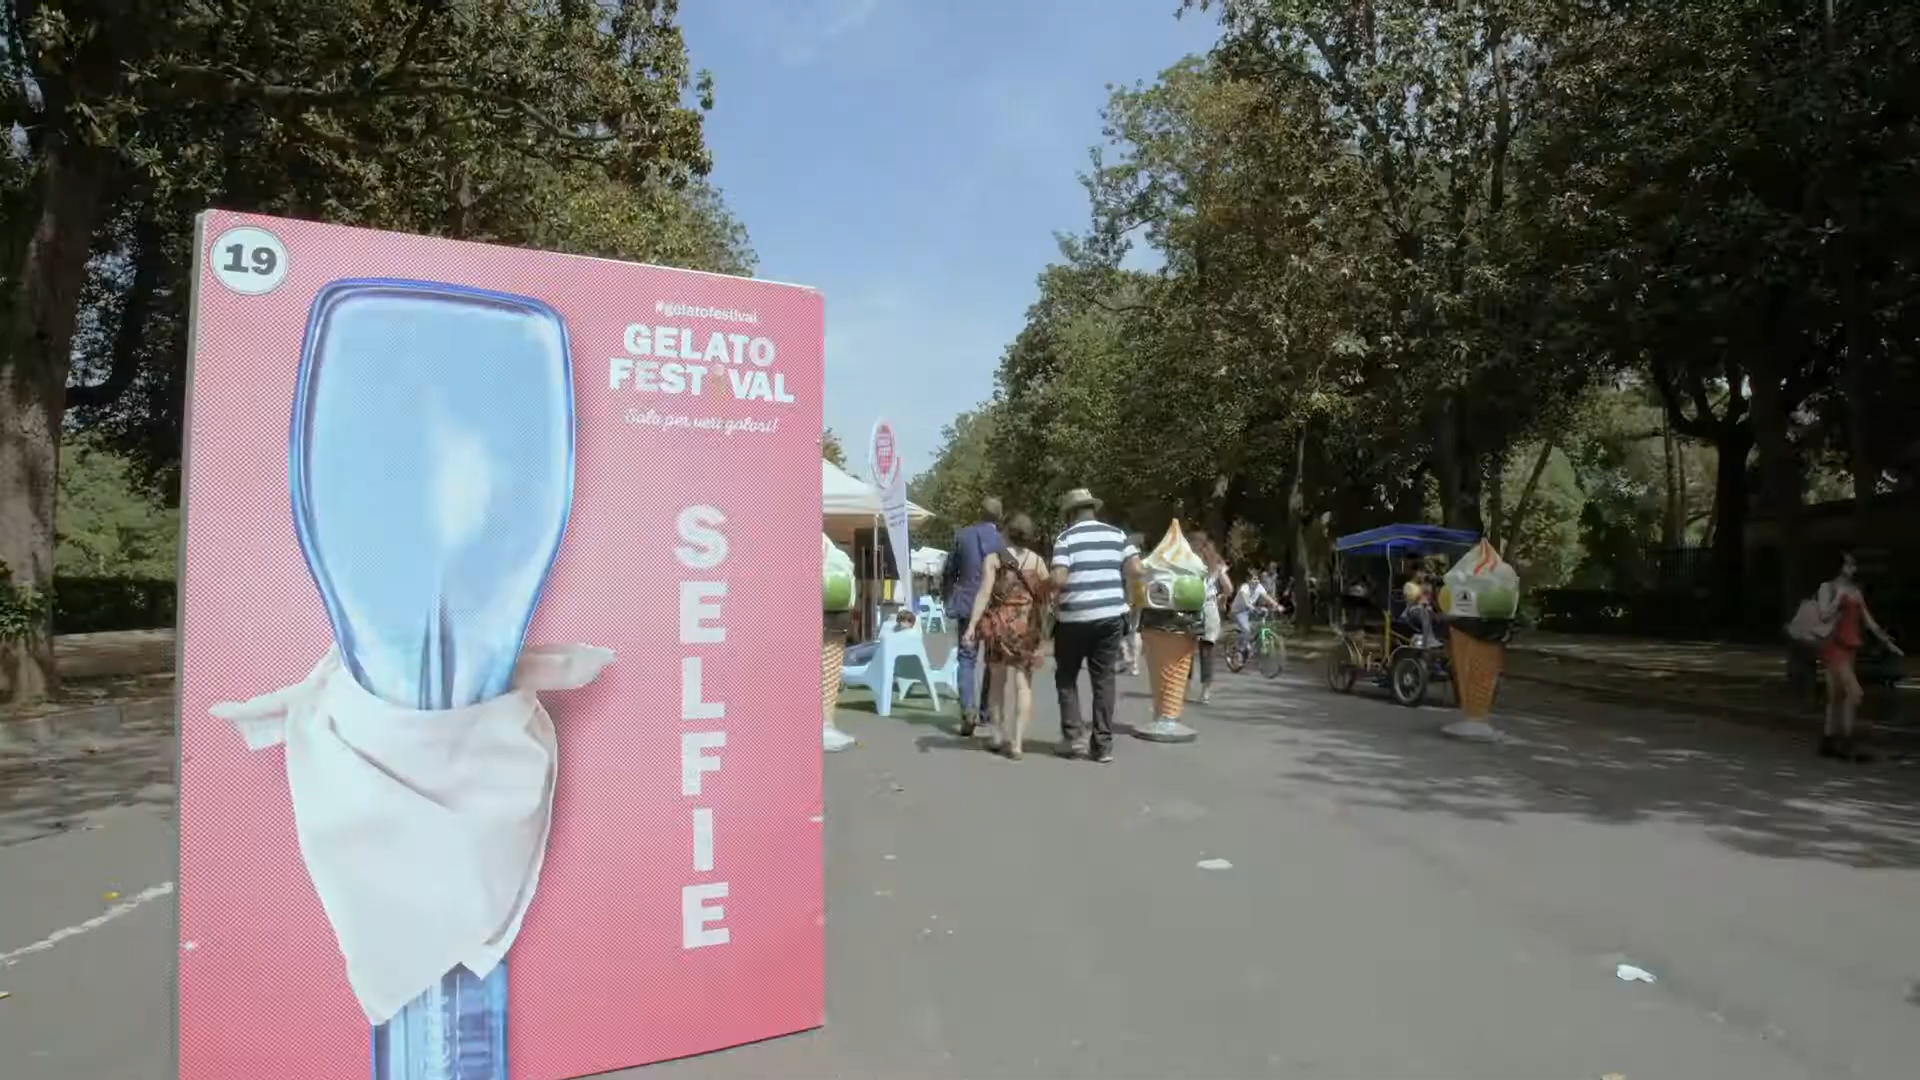 19
#gelatofestival
GELATO
FESTIVAL
Solo per veri golosi!
SELFIE